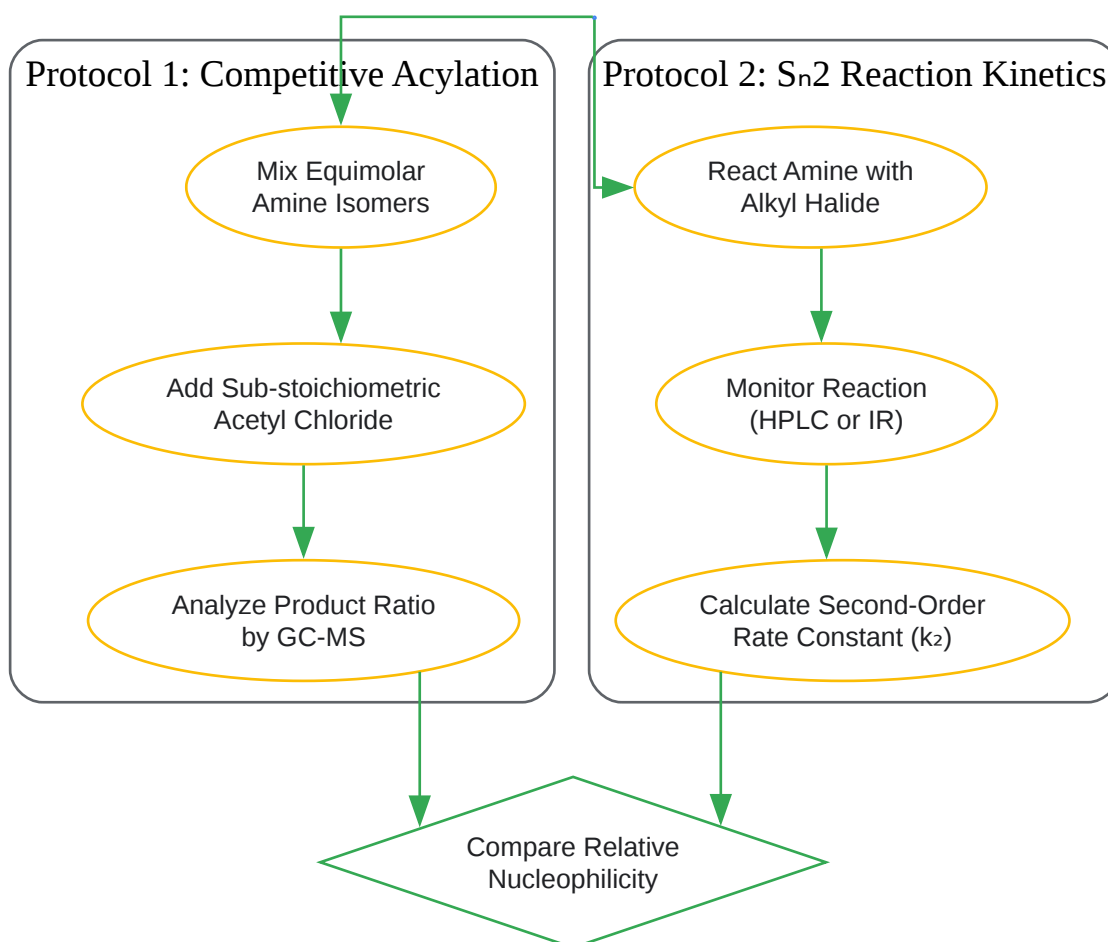 Protocol 1: Competitive Acylation
Mix Equimolar
Amine Isomers
Add Sub-stoichiometric
Acetyl Chloride
Analyze Product Ratio
by GC-MS
Protocol 2: Sₙ2 Reaction Kinetics
React Amine with
Alkyl Halide
Monitor Reaction
(HPLC or IR)
Calculate Second-Order
Rate Constant (k₂)
Compare Relative
Nucleophilicity